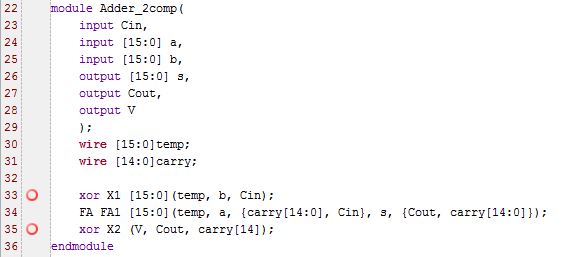 22 module Adder_2comp(
23 input Cin,
24 input [15:0] a,
25 input [15:0] b,
26 output [15:0] s,
27 output Cout,
28 output V
29 );
30 wire [15:0]temp;
31 wire [14:0]carry;
32
33 xor X1 [15:0](temp, b, Cin);
34 FA FA1 [15:0](temp, a, {carry[14:0], Cin}, s, {Cout, carry[14:0]});
35 xor X2 (V, Cout, carry[14]);
36 endmodule